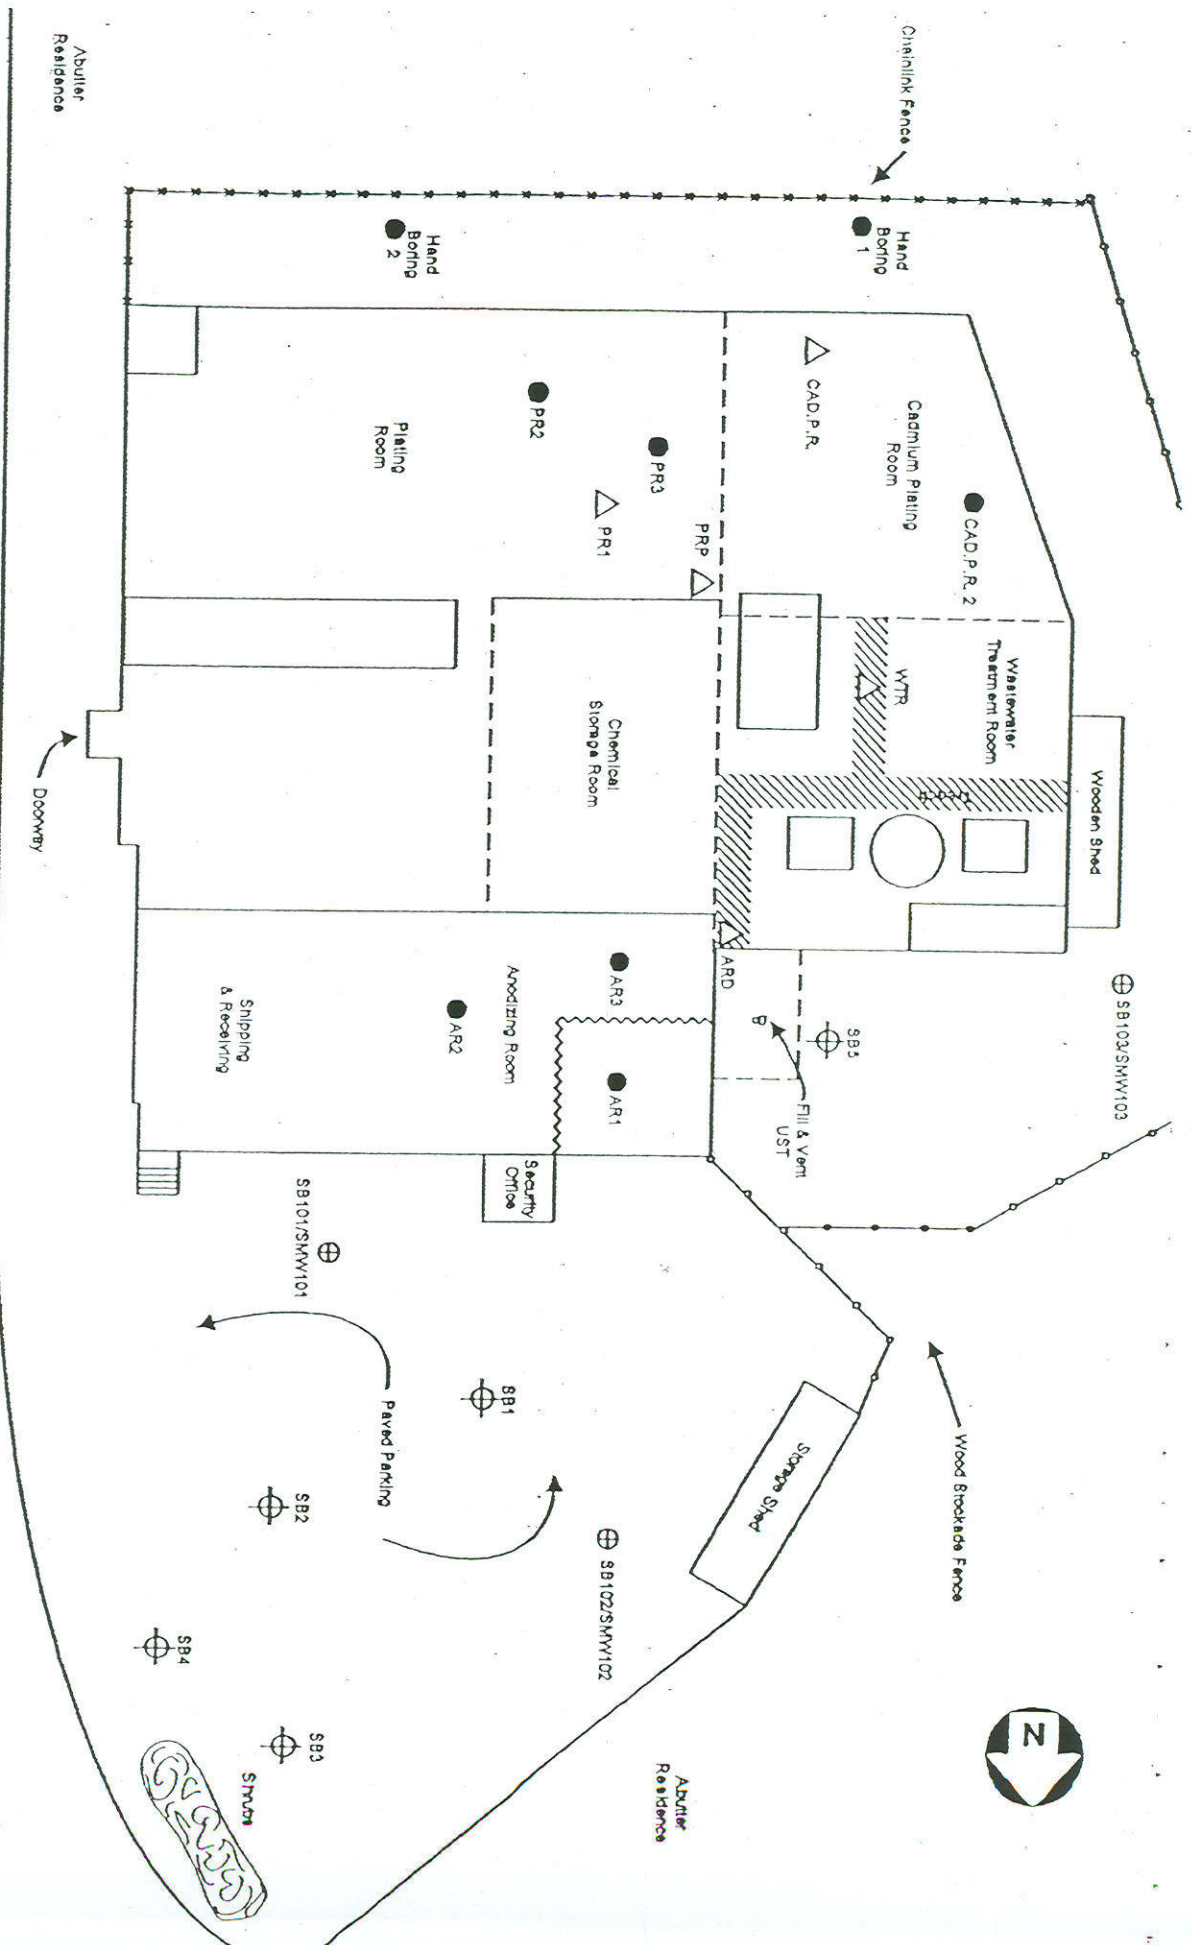 Abutter
Residence
Chainlink Fence
Hand
Boring
1
Hand
Boring
2
CAD.P.R.
Cadmium Plating
Room
CAD.P.R. 2
PR2
PR3
PR1
PRP
Plating
Room
Wastewater
Treatment Room
WTR
Wooden Shed
Chemical
Storage Room
Doorway
ARD
AR3
AR2
AR1
Anodizing Room
Shipping
& Receiving
SB5
SB103/SMW103
Fill & Vent
UST
Security
Office
SB101/SMW101
Wood Stockade Fence
Storage Shed
SB1
Paved Parking
SB2
SB102/SMW102
SB4
SB3
Shrubs
Abutter
Residence
N